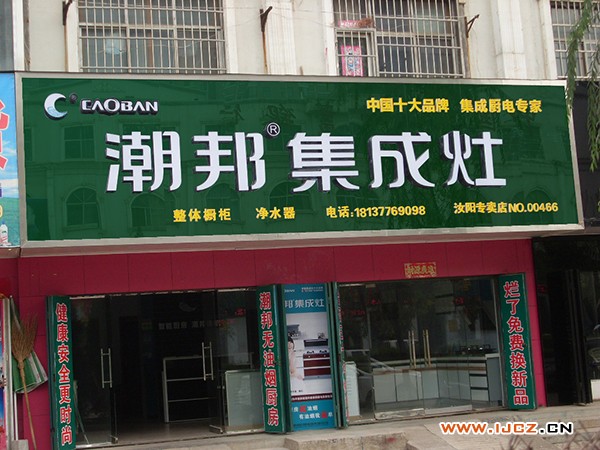 CAOBAN
中国十大品牌 集成厨电专家
潮邦®集成灶
整体橱柜 净水器 电话:18137769098 汝阳专卖店NO.00466
健康安全更时尚
潮邦无油烟厨房
邦集成灶
烂了免费换新品
www.IJCZ.CN